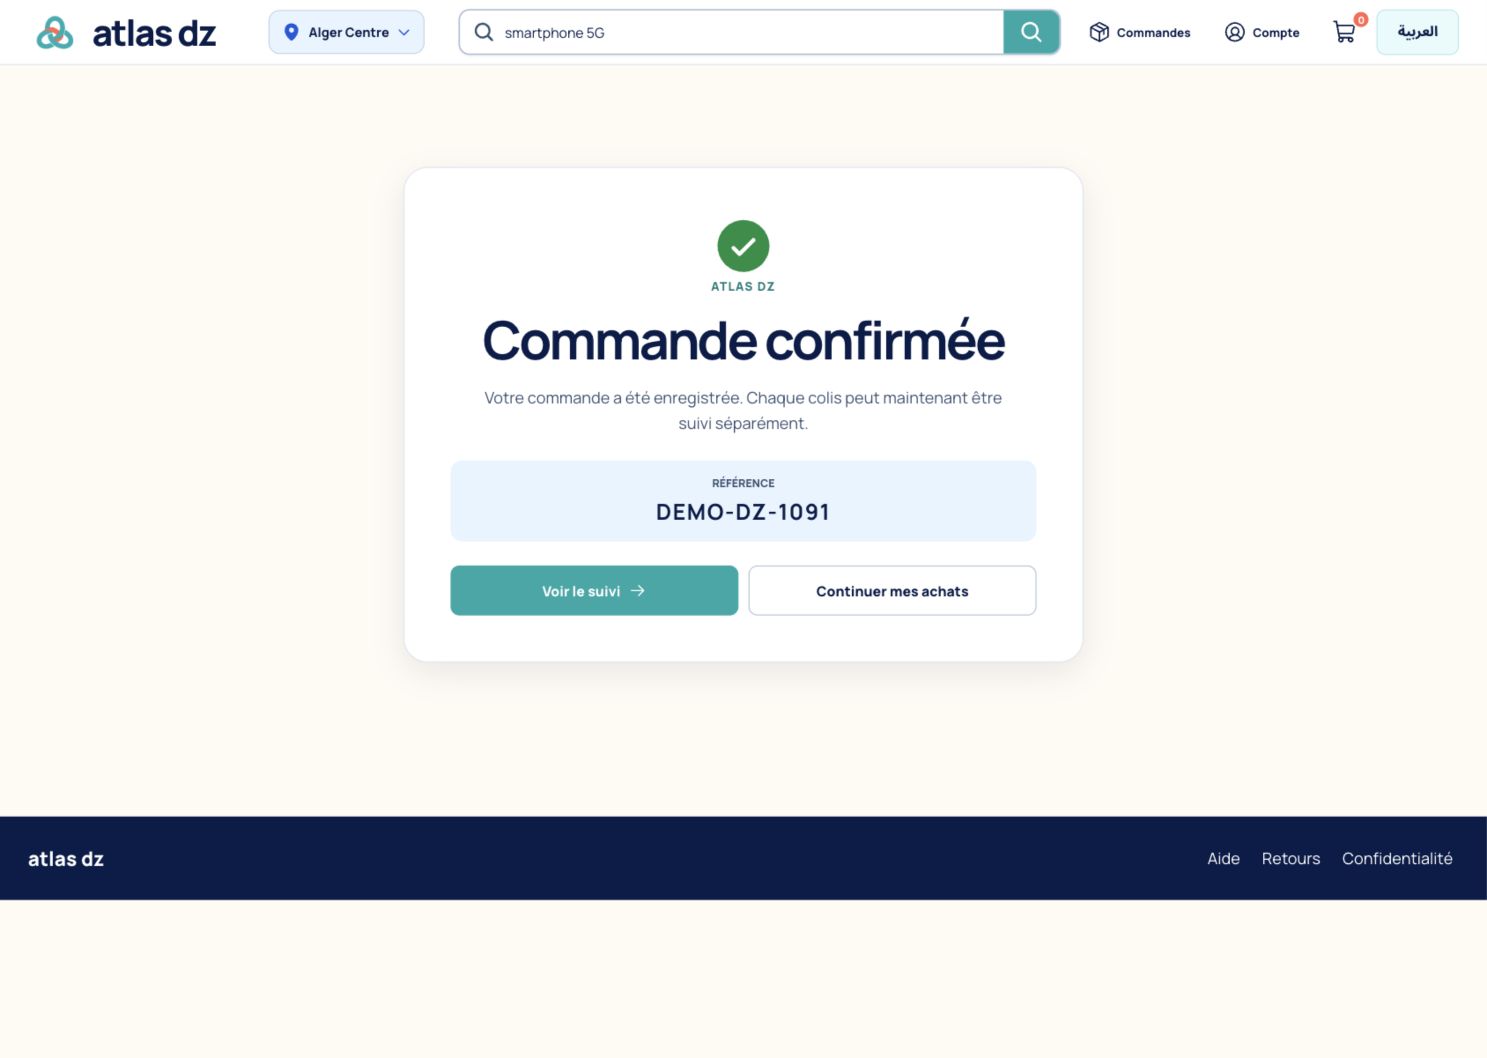 atlas dz
Alger Centre
smartphone 5G
Commandes
Compte
0
العربية
ATLAS DZ
Commande confirmée
Votre commande a été enregistrée. Chaque colis peut maintenant être
suivi séparément.
RÉFÉRENCE
DEMO-DZ-1091
Voir le suivi →
Continuer mes achats
atlas dz
Aide
Retours
Confidentialité